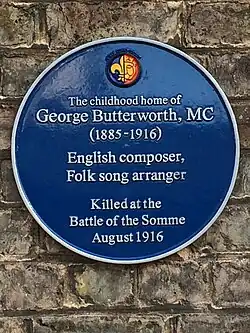 The childhood home of
George Butterworth, MC
(1885-1916)
English composer,
Folk song arranger
Killed at the
Battle of the Somme
August 1916